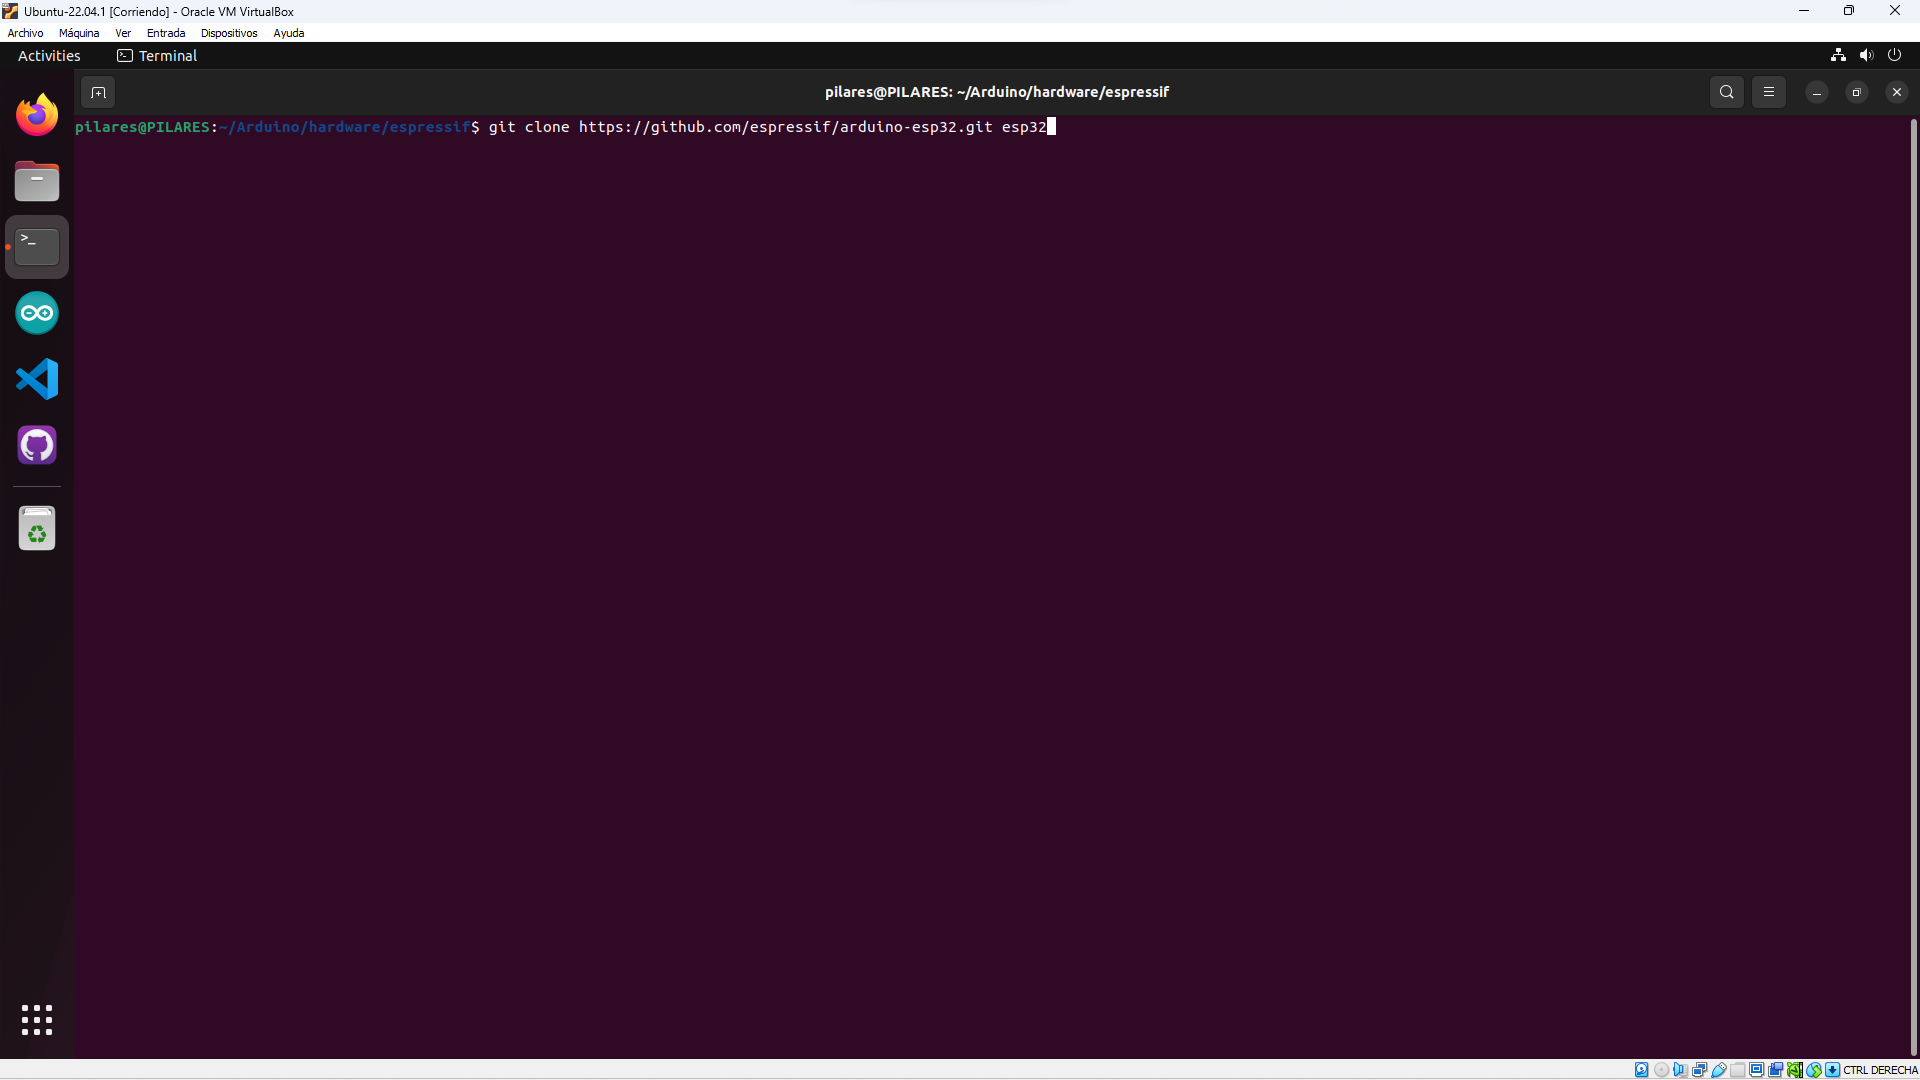 Ubuntu-22.04.1 [Corriendo] - Oracle VM VirtualBox
Archivo Máquina Ver Entrada Dispositivos Ayuda
Activities Terminal
pilares@PILARES: ~/Arduino/hardware/espressif
pilares@PILARES:~/Arduino/hardware/espressif$ git clone https://github.com/espressif/arduino-esp32.git esp32
CTRL DERECHA